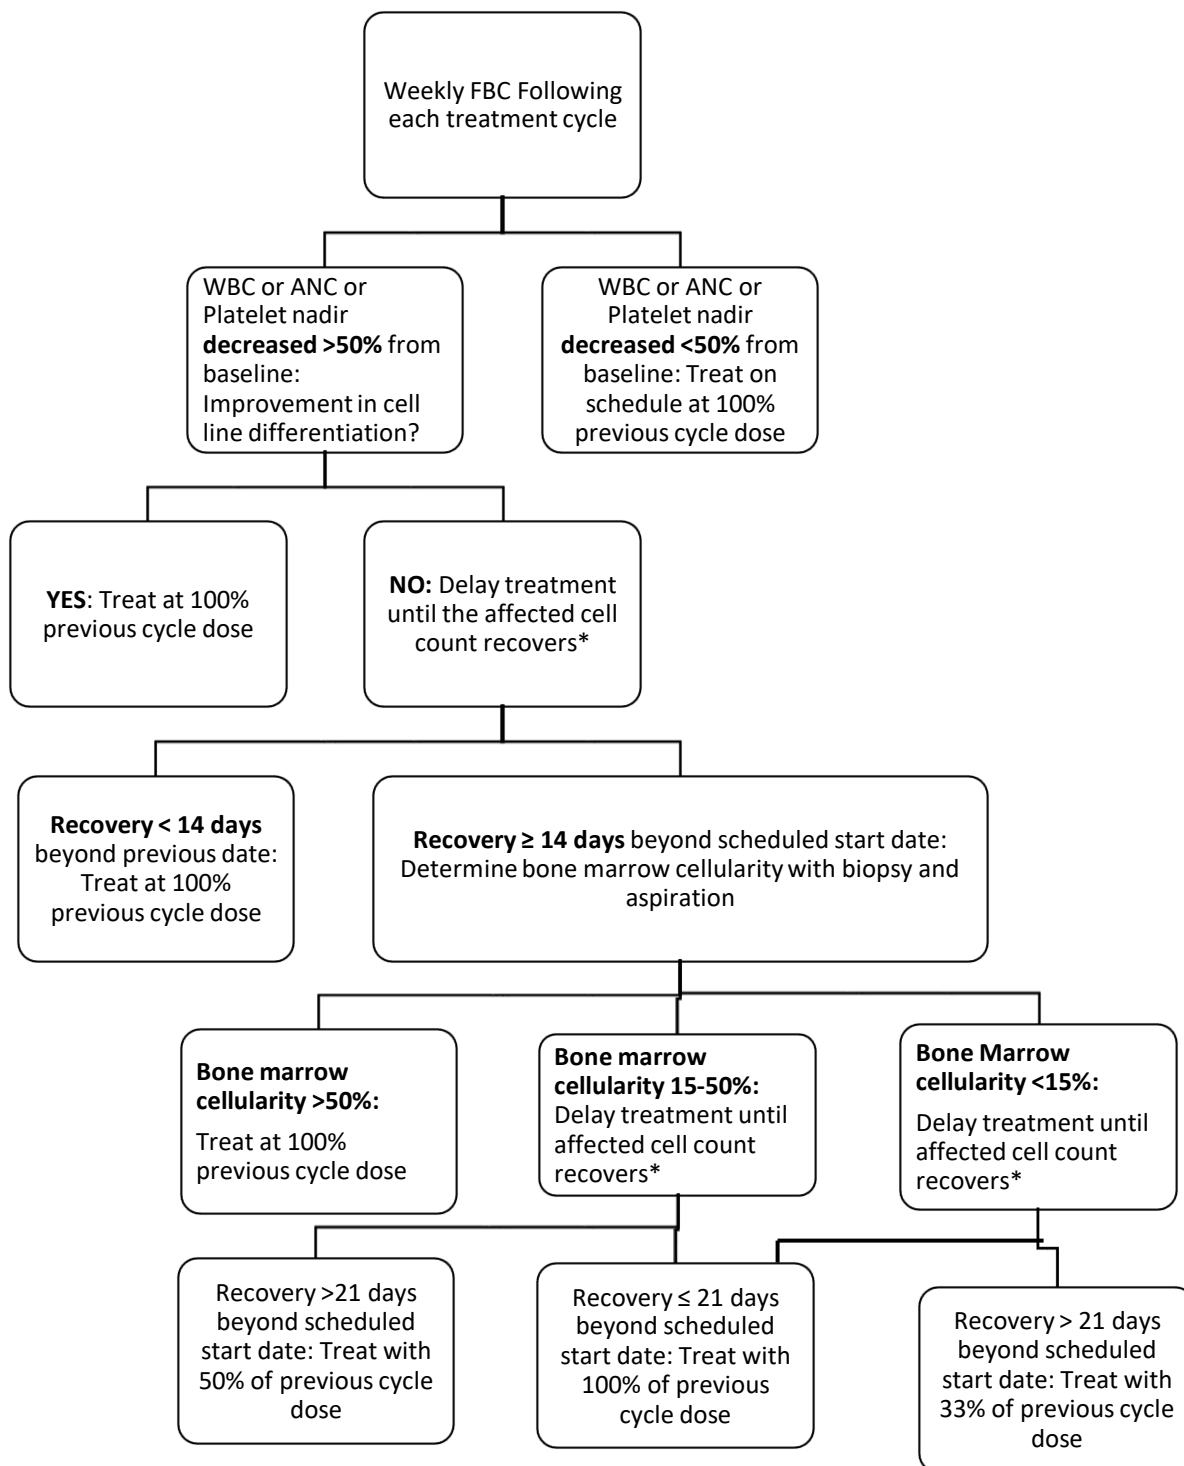 Weekly FBC Following
each treatment cycle
WBC or ANC or
Platelet nadir
decreased >50% from
baseline:
Improvement in cell
line differentiation?
WBC or ANC or
Platelet nadir
decreased <50% from
baseline: Treat on
schedule at 100%
previous cycle dose
YES: Treat at 100%
previous cycle dose
NO: Delay treatment
until the affected cell
count recovers*
Recovery < 14 days
beyond previous date:
Treat at 100%
previous cycle dose
Recovery ≥ 14 days beyond scheduled start date:
Determine bone marrow cellularity with biopsy and
aspiration
Bone marrow
cellularity >50%:
Treat at 100%
previous cycle dose
Bone marrow
cellularity 15-50%:
Delay treatment until
affected cell count
recovers*
Bone Marrow
cellularity <15%:
Delay treatment until
affected cell count
recovers*
Recovery >21 days
beyond scheduled
start date: Treat with
50% of previous cycle
dose
Recovery ≤ 21 days
beyond scheduled
start date: Treat with
100% of previous
cycle dose
Recovery > 21 days
beyond scheduled
start date: Treat with
33% of previous cycle
dose